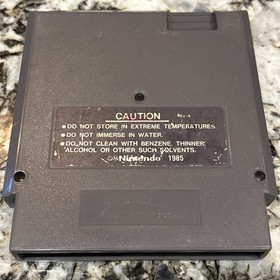 CAUTION
• DO NOT STORE IN EXTREME TEMPERATURES.
• DO NOT IMMERSE IN WATER.
• DO NOT CLEAN WITH BENZENE, THINNER,
ALCOHOL OR OTHER SUCH SOLVENTS.
Nintendo 1985